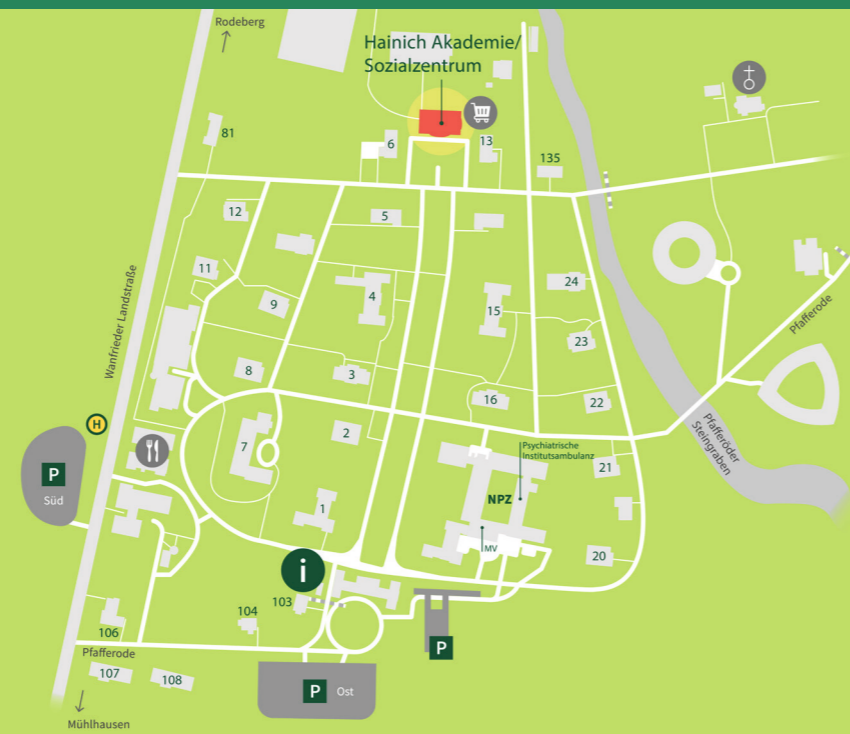 Rodeberg
Hainich Akademie/
Sozialzentrum
81
6
13
135
12
5
11
9
4
15
24
Wanfrieder Landstraße
23
Pfafferode
8
3
16
22
H
7
2
Pfafferöder
Steingraben
P
Süd
Psychiatrische
Institutsambulanz
21
NPZ
1
MV
20
i
103
104
106
P
Pfafferode
107
108
P Ost
Mühlhausen